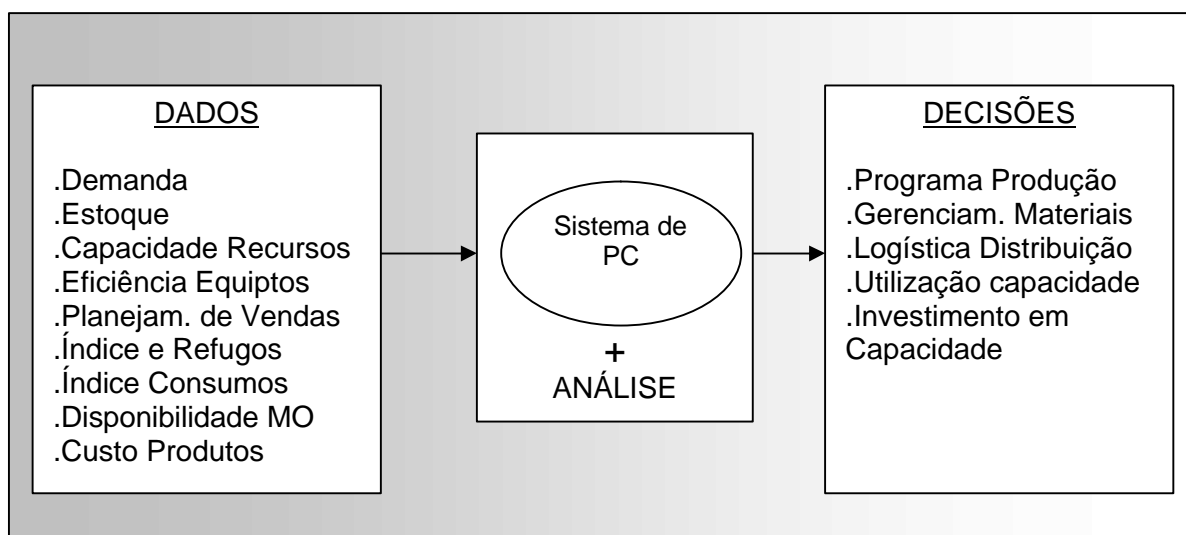 DADOS
.Demanda
.Estoque
.Capacidade Recursos
.Eficiência Equiptos
.Planejam. de Vendas
.Índice e Refugos
.Índice Consumos
.Disponibilidade MO
.Custo Produtos
Sistema de
PC
+
ANÁLISE
DECISÕES
.Programa Produção
.Gerenciam. Materiais
.Logística Distribuição
.Utilização capacidade
.Investimento em
Capacidade